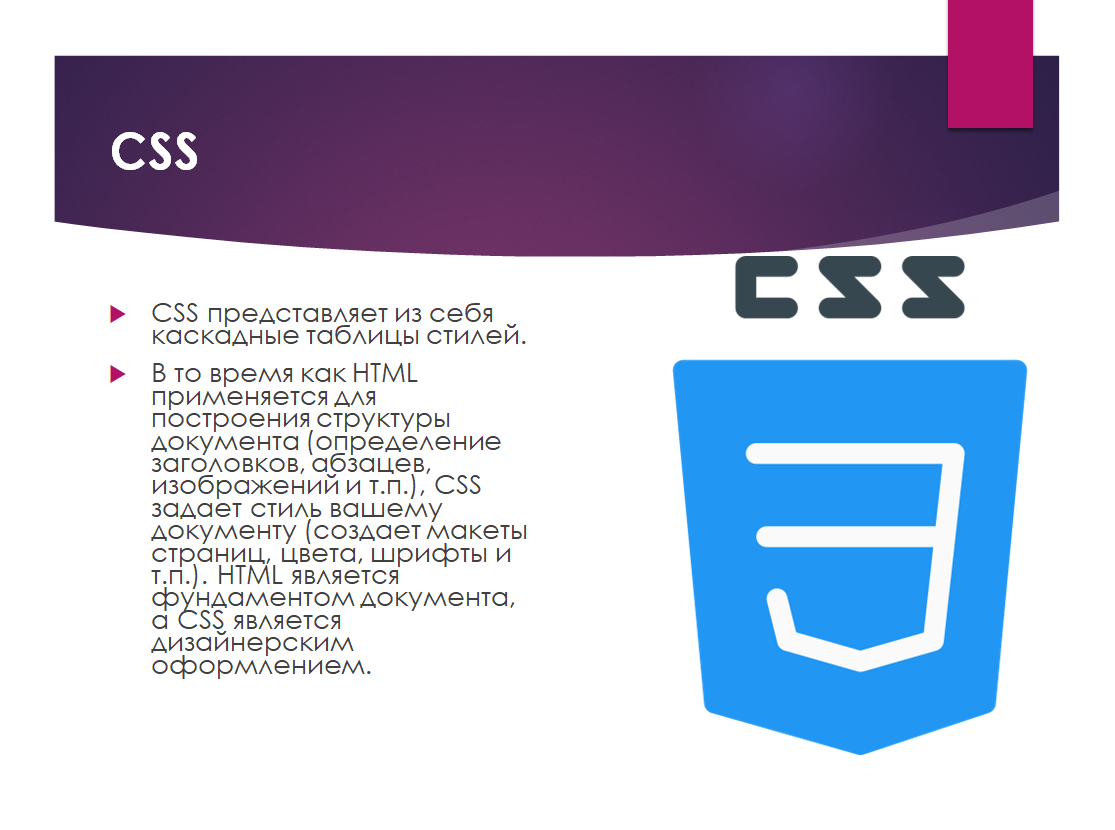 CSS
CSS
CSS представляет из себя
каскадные таблицы стилей.
В то время как HTML
применяется для
построения структуры
документа (определение
заголовков, абзацев,
изображений и т.п.), CSS
задает стиль вашему
документу (создает макеты
страниц, цвета, шрифты и
т.п.). HTML является
фундаментом документа,
а CSS является
дизайнерским
оформлением.
3